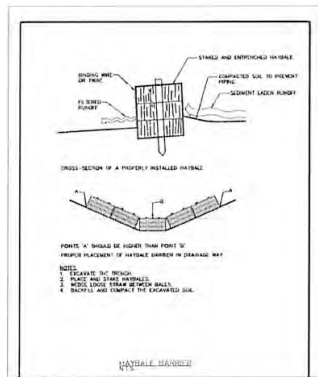 STAKED AND ENTRENCHED HAYBALE
BINDING WIRE
OR TWINE
COMPACTED SOIL TO PREVENT
PIPING
SEDIMENT LADEN RUNOFF
FILTERED
RUNOFF
CROSS-SECTION OF A PROPERLY INSTALLED HAYBALE
A
B
A
POINTS 'A' SHOULD BE HIGHER THAN POINT 'B'
PROPER PLACEMENT OF HAYBALE BARRIER IN DRAINAGE WAY
NOTES
1. EXCAVATE THE TRENCH.
2. PLACE AND STAKE HAYBALES.
3. WEDGE LOOSE STRAW BETWEEN BALES.
4. BACKFILL AND COMPACT THE EXCAVATED SOIL.
HAYBALE BARRIER
NTS